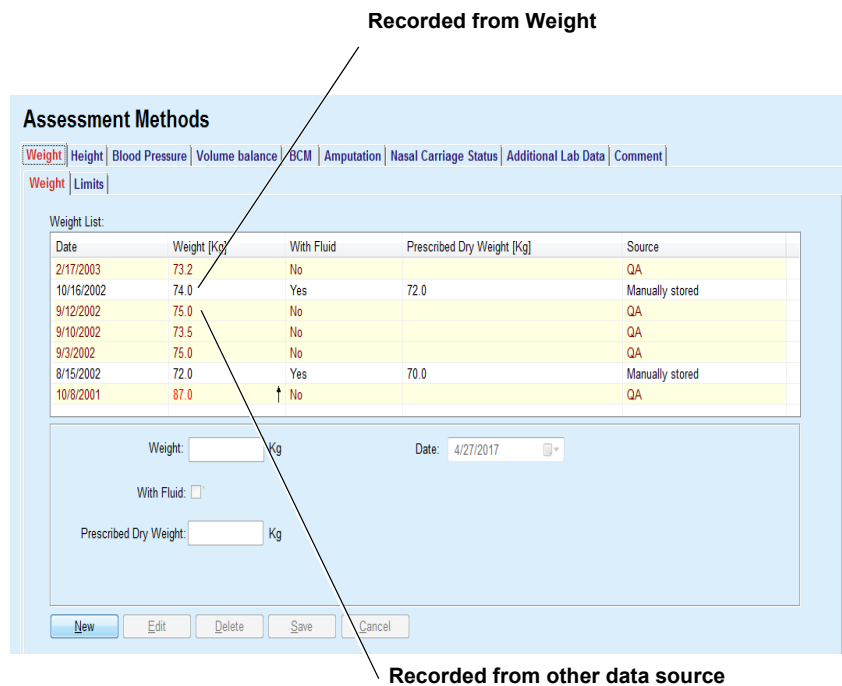 Recorded from Weight
Assessment Methods
Weight Height Blood Pressure Volume balance BCM Amputation Nasal Carriage Status Additional Lab Data Comment
Weight Limits
Weight List:
Date Weight [Kg] With Fluid Prescribed Dry Weight [Kg] Source
2/17/2003 73.2 No QA
10/16/2002 74.0 Yes 72.0 Manually stored
9/12/2002 75.0 No QA
9/10/2002 73.5 No QA
9/3/2002 75.0 No QA
8/15/2002 72.0 Yes 70.0 Manually stored
10/8/2001 87.0 ↑ No QA
Weight: Kg Date: 4/27/2017
With Fluid:
Prescribed Dry Weight: Kg
New Edit Delete Save Cancel
Recorded from other data source